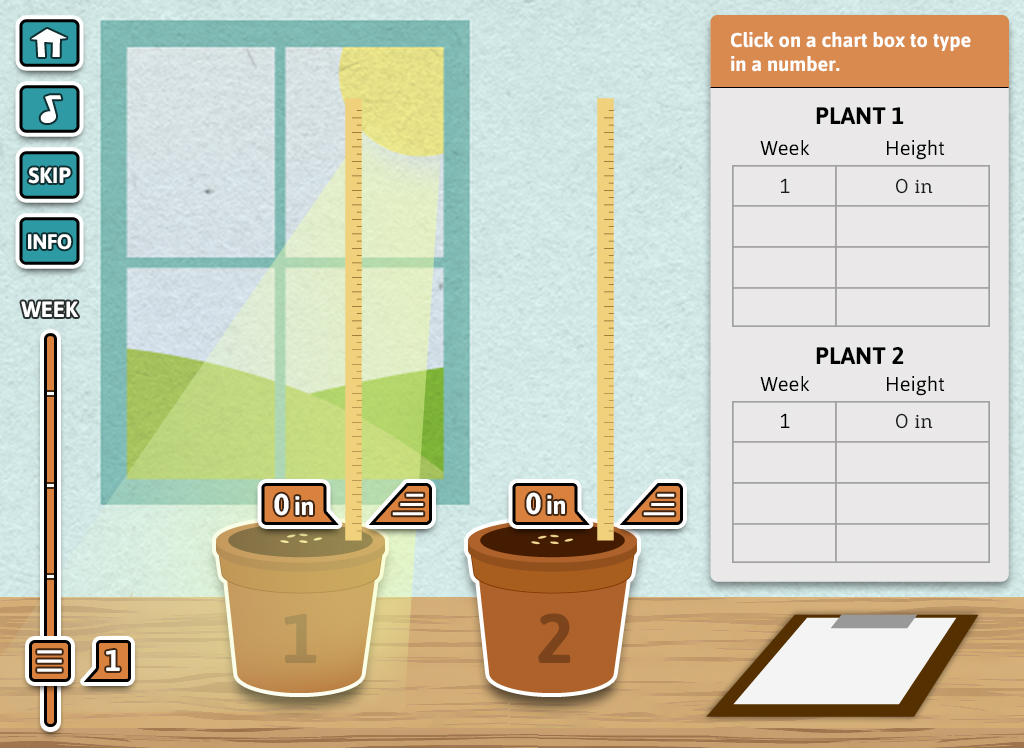 Click on a chart box to type
in a number.
SKIP
INFO
WEEK
1
0 in
0 in
1
2
PLANT 1
Week Height
1 0 in
PLANT 2
Week Height
1 0 in